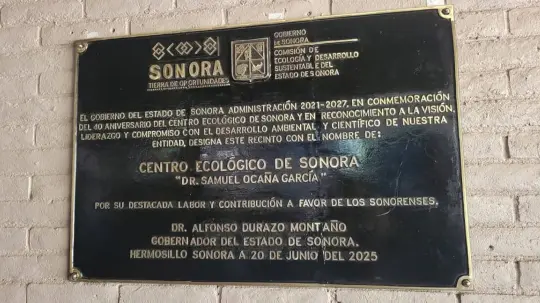 SONORA
TIERRA DE OPORTUNIDADES
GOBIERNO
DE SONORA
COMISIÓN DE
ECOLOGÍA Y DESARROLLO
SUSTENTABLE DEL
ESTADO DE SONORA
EL GOBIERNO DEL ESTADO DE SONORA ADMINISTRACIÓN 2021-2027, EN CONMEMORACIÓN
DEL 40 ANIVERSARIO DEL CENTRO ECOLÓGICO DE SONORA Y EN RECONOCIMIENTO A LA VISIÓN,
LIDERAZGO Y COMPROMISO CON EL DESARROLLO AMBIENTAL Y CIENTÍFICO DE NUESTRA
ENTIDAD, DESIGNA ESTE RECINTO CON EL NOMBRE DE:
CENTRO ECOLÓGICO DE SONORA
"DR. SAMUEL OCAÑA GARCÍA"
POR SU DESTACADA LABOR Y CONTRIBUCIÓN A FAVOR DE LOS SONORENSES.
DR. ALFONSO DURAZO MONTAÑO
GOBERNADOR DEL ESTADO DE SONORA.
HERMOSILLO SONORA A 20 DE JUNIO DEL 2025